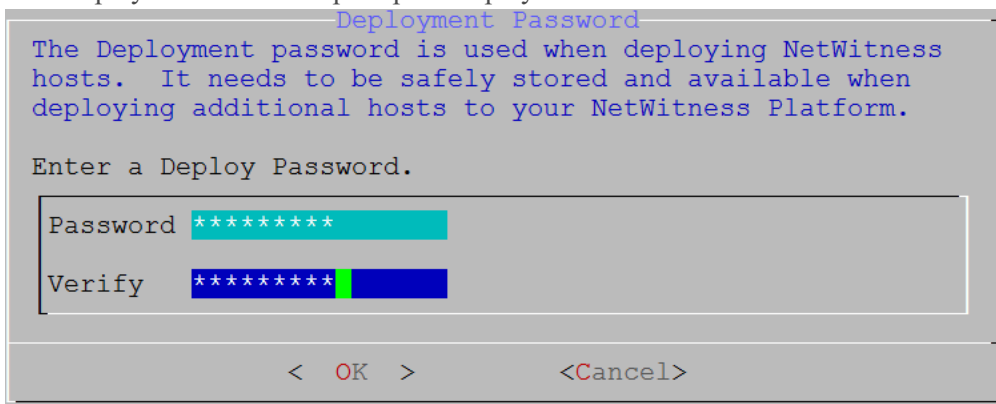 Deployment Password
The Deployment password is used when deploying NetWitness
hosts.  It needs to be safely stored and available when
deploying additional hosts to your NetWitness Platform.
Enter a Deploy Password.
Password *********
Verify *********
< OK > <Cancel>